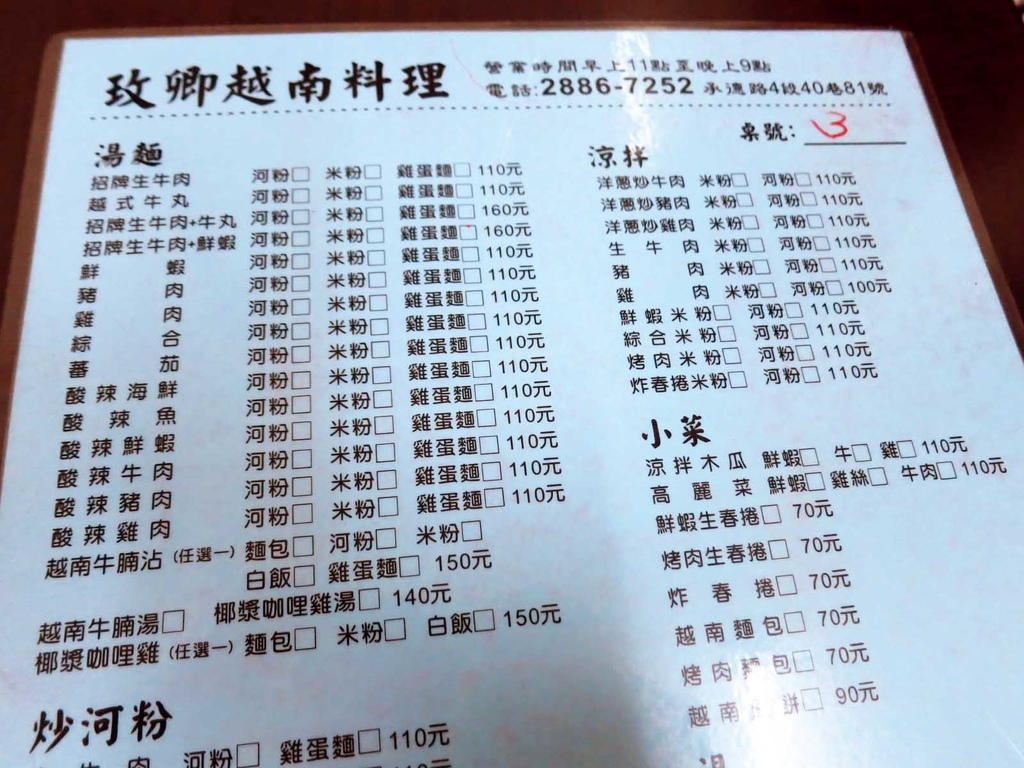 玫卿越南料理
營業時間早上11點至晚上9點
電話:2886-7252 承德路4段40巷81號
桌號: 3
湯麵
招牌生牛肉 河粉□ 米粉□ 雞蛋麵□ 110元
越式牛丸 河粉□ 米粉□ 雞蛋麵□ 110元
招牌生牛肉+牛丸 河粉□ 米粉□ 雞蛋麵□ 160元
招牌生牛肉+鮮蝦 河粉□ 米粉□ 雞蛋麵□ 160元
鮮蝦 河粉□ 米粉□ 雞蛋麵□ 110元
豬肉 河粉□ 米粉□ 雞蛋麵□ 110元
雞肉 河粉□ 米粉□ 雞蛋麵□ 110元
綜合 河粉□ 米粉□ 雞蛋麵□ 110元
蕃茄 河粉□ 米粉□ 雞蛋麵□ 110元
酸辣海鮮 河粉□ 米粉□ 雞蛋麵□ 110元
酸辣魚 河粉□ 米粉□ 雞蛋麵□ 110元
酸辣鮮蝦 河粉□ 米粉□ 雞蛋麵□ 110元
酸辣牛肉 河粉□ 米粉□ 雞蛋麵□ 110元
酸辣豬肉 河粉□ 米粉□ 雞蛋麵□ 110元
酸辣雞肉 河粉□ 米粉□ 雞蛋麵□ 110元
越南牛腩沾(任選一) 麵包□ 河粉□ 米粉□
白飯□ 雞蛋麵□ 150元
越南牛腩湯□ 椰漿咖哩雞湯□ 140元
椰漿咖哩雞(任選一) 麵包□ 米粉□ 白飯□ 150元
炒河粉
牛肉 河粉□ 雞蛋麵□ 110元
涼拌
洋蔥炒牛肉 米粉□ 河粉□ 110元
洋蔥炒豬肉 米粉□ 河粉□ 110元
洋蔥炒雞肉 米粉□ 河粉□ 110元
生牛肉 米粉□ 河粉□ 110元
豬肉 米粉□ 河粉□ 110元
雞肉 米粉□ 河粉□ 100元
鮮蝦米粉□ 河粉□ 110元
綜合米粉□ 河粉□ 110元
烤肉米粉□ 河粉□ 110元
炸春捲米粉□ 河粉□ 110元
小菜
涼拌木瓜 鮮蝦□ 牛□ 雞□ 110元
高麗菜 鮮蝦□ 雞絲□ 牛肉□ 110元
鮮蝦生春捲□ 70元
烤肉生春捲□ 70元
炸春捲□ 70元
越南麵包□ 70元
烤肉麵包□ 70元
越南 餅□ 90元